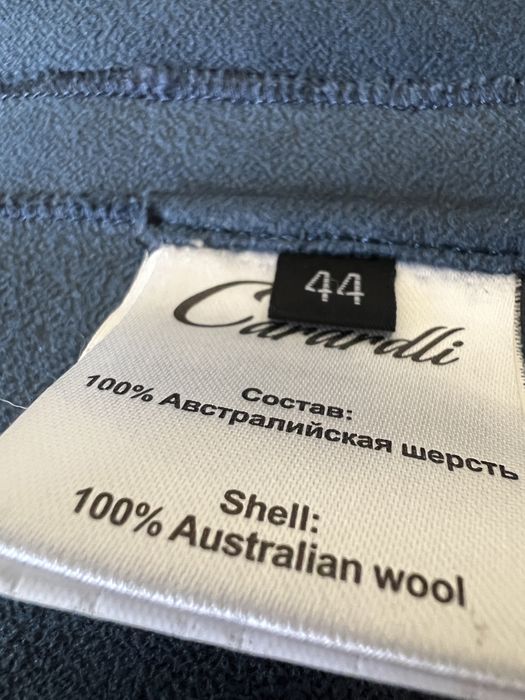 44
Carardli
Состав:
100% Австралийская шерсть
Shell:
100% Australian wool